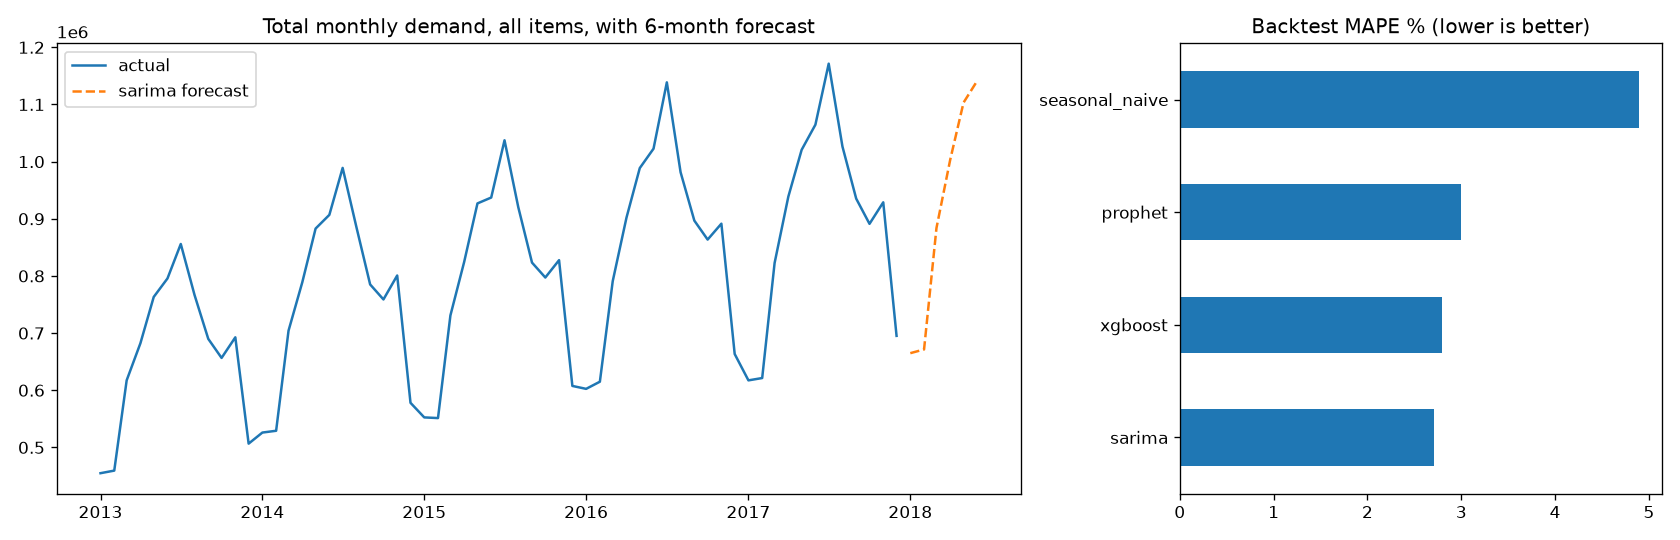 Total monthly demand, all items, with 6-month forecast
1e6
1.2
1.1
1.0
0.9
0.8
0.7
0.6
0.5
actual
sarima forecast
2013 2014 2015 2016 2017 2018
Backtest MAPE % (lower is better)
seasonal_naive
prophet
xgboost
sarima
0 1 2 3 4 5